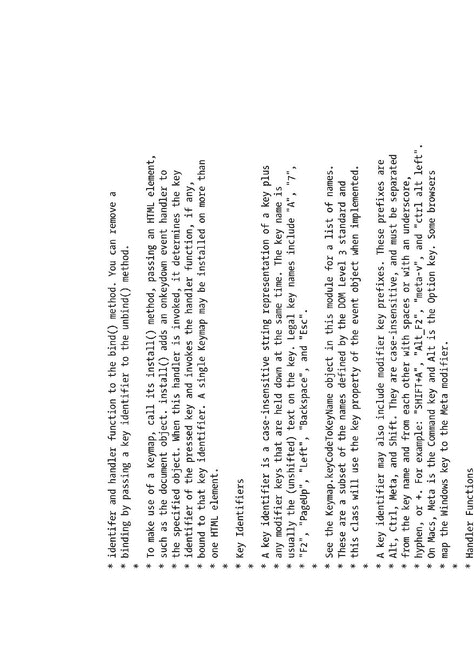 * identifer and handler function to the bind() method. You can remove a
* binding by passing a key identifier to the unbind() method.
*
* To make use of a Keymap, call its install() method, passing an HTML element,
* such as the document object. install() adds an onkeydown event handler to
* the specified object. When this handler is invoked, it determines the key
* identifier of the pressed key and invokes the handler function, if any,
* bound to that key identifier. A single Keymap may be installed on more than
* one HTML element.
*
* Key Identifiers
*
* A key identifier is a case-insensitive string representation of a key plus
* any modifier keys that are held down at the same time. The key name is
* usually the (unshifted) text on the key. Legal key names include "A", "7",
* "F2", "PageUp", "Left", "Backspace", and "Esc".
*
* See the Keymap.keyCodeToKeyName object in this module for a list of names.
* These are a subset of the names defined by the DOM Level 3 standard and
* this class will use the key property of the event object when implemented.
*
* A key identifier may also include modifier key prefixes. These prefixes are
* Alt, Ctrl, Meta, and Shift. They are case-insensitive, and must be separated
* from the key name and from each other with spaces or with an underscore,
* hyphen, or +. For example: "SHIFT+A", "Alt_F2", "meta-v", and "ctrl alt left".
* On Macs, Meta is the Command key and Alt is the Option key. Some browsers
* map the Windows key to the Meta modifier.
*
* Handler Functions